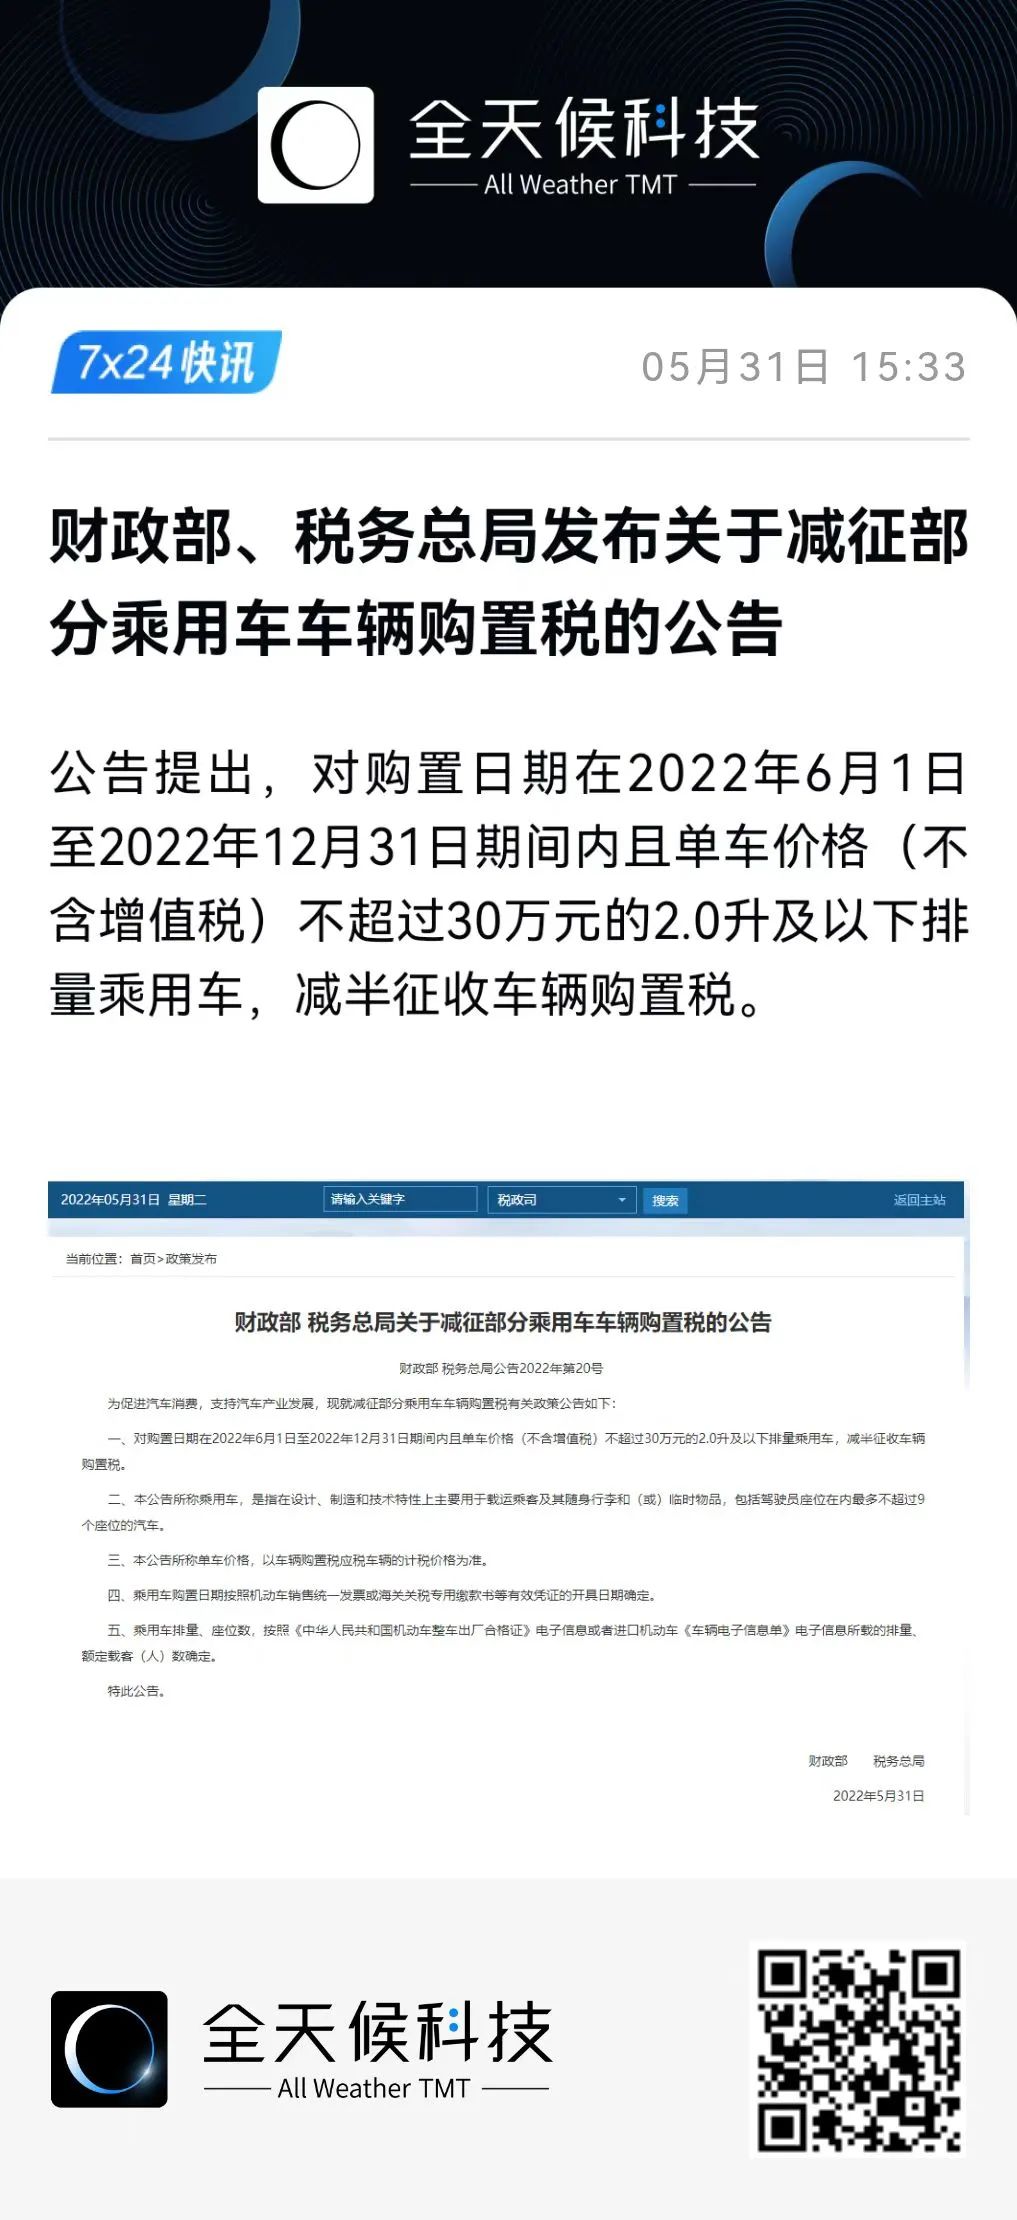 全天候科技
All Weather TMT
7x24快讯
05月31日 15:33
财政部、税务总局发布关于减征部
分乘用车车辆购置税的公告
公告提出，对购置日期在2022年6月1日
至2022年12月31日期间内且单车价格（不
含增值税）不超过30万元的2.0升及以下排
量乘用车，减半征收车辆购置税。
2022年05月31日 星期二 请输入关键字 税政司 搜索 返回主站
当前位置：首页>政策发布
财政部 税务总局关于减征部分乘用车车辆购置税的公告
财政部 税务总局公告2022年第20号
为促进汽车消费，支持汽车产业发展，现就减征部分乘用车车辆购置税有关政策公告如下：
一、对购置日期在2022年6月1日至2022年12月31日期间内且单车价格（不含增值税）不超过30万元的2.0升及以下排量乘用车，减半征收车辆
购置税。
二、本公告所称乘用车，是指在设计、制造和技术特性上主要用于载运乘客及其随身行李和（或）临时物品，包括驾驶员座位在内最多不超过9
个座位的汽车。
三、本公告所称单车价格，以车辆购置税应税车辆的计税价格为准。
四、乘用车购置日期按照机动车销售统一发票或海关关税专用缴款书等有效凭证的开具日期确定。
五、乘用车排量、座位数，按照《中华人民共和国机动车整车出厂合格证》电子信息或者进口机动车《车辆电子信息单》电子信息所载的排量、
额定载客（人）数确定。
特此公告。
财政部 税务总局
2022年5月31日
全天候科技
All Weather TMT